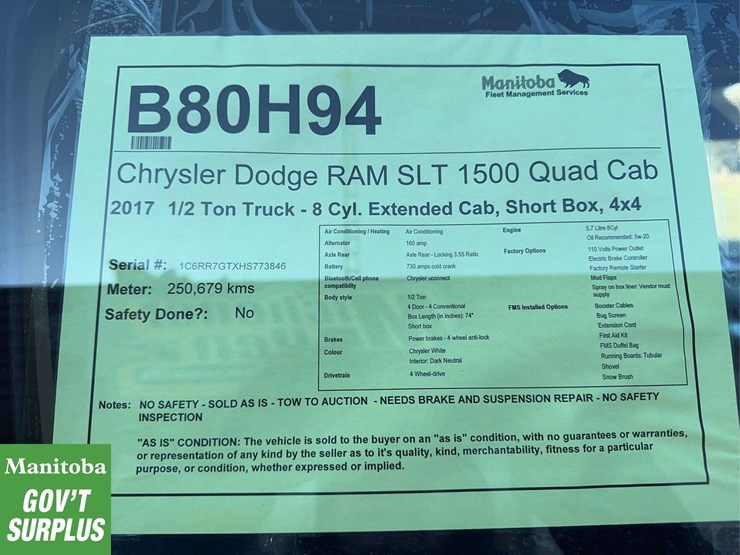 B80H94
Manitoba
Fleet Management Services
Chrysler Dodge RAM SLT 1500 Quad Cab
2017 1/2 Ton Truck - 8 Cyl. Extended Cab, Short Box, 4x4
Serial #: 1C6RR7GTXHS773846
Meter: 250,679 kms
Safety Done?: No
Air Conditioning / Heating Air Conditioning
Alternator 160 amp
Axle Rear Axle Rear - Locking 3.55 Ratio
Battery 730 amps cold crank
Bluetooth/Cell phone Chrysler uconnect
compatibility
Body style 1/2 Ton
4 Door - 4 Conventional
Box Length (in inches): 74"
Short box
Brakes Power brakes - 4 wheel anti-lock
Colour Chrysler White
Interior: Dark Neutral
Drivetrain 4 Wheel-drive
Engine 5.7 Litre 8Cyl
Oil Recommended: 5w-20
Factory Options 110 Volts Power Outlet
Electric Brake Controller
Factory Remote Starter
Mud Flaps
Spray on box liner: Vendor must
supply
FMS Installed Options Booster Cables
Bug Screen
Extension Cord
First Aid Kit
FMS Duffel Bag
Running Boards: Tubular
Shovel
Snow Brush
Notes: NO SAFETY - SOLD AS IS - TOW TO AUCTION - NEEDS BRAKE AND SUSPENSION REPAIR - NO SAFETY
INSPECTION
"AS IS" CONDITION: The vehicle is sold to the buyer on an "as is" condition, with no guarantees or warranties,
or representation of any kind by the seller as to it's quality, kind, merchantability, fitness for a particular
purpose, or condition, whether expressed or implied.
Manitoba
GOV'T
SURPLUS